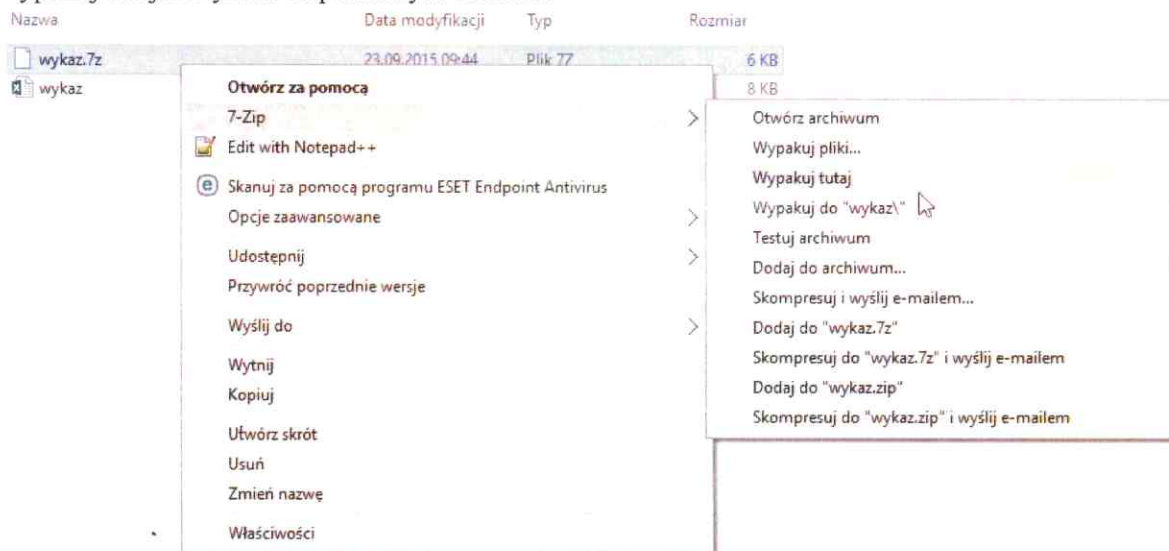 Nazwa Data modyfikacji Typ Rozmiar
wykaz.7z 23.09.2015 09:44 Plik 7Z 6 KB
wykaz 8 KB
Otwórz za pomocą
7-Zip
Edit with Notepad++
Skanuj za pomocą programu ESET Endpoint Antivirus
Opcje zaawansowane
Udostępnij
Przywróć poprzednie wersje
Wyślij do
Wytnij
Kopiuj
Utwórz skrót
Usuń
Zmień nazwę
Właściwości
Otwórz archiwum
Wypakuj pliki...
Wypakuj tutaj
Wypakuj do "wykaz\"
Testuj archiwum
Dodaj do archiwum...
Skompresuj i wyślij e-mailem...
Dodaj do "wykaz.7z"
Skompresuj do "wykaz.7z" i wyślij e-mailem
Dodaj do "wykaz.zip"
Skompresuj do "wykaz.zip" i wyślij e-mailem